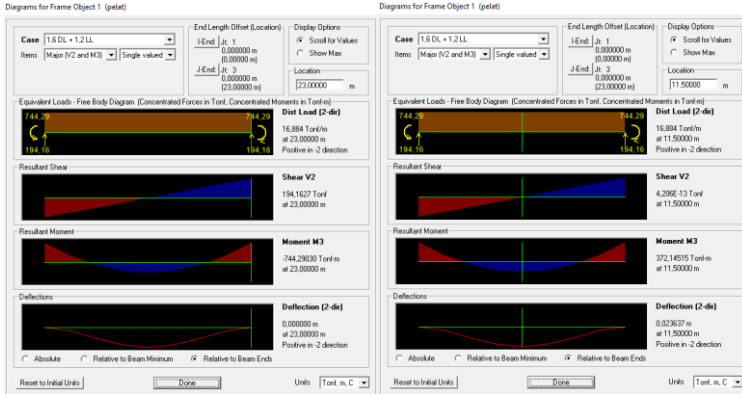 Diagrams for Frame Object 1 (pelat)
Case 1,6 DL + 1,2 LL
Items Major (V2 and M3) Single valued
End Length Offset (Location)
I-End: Jt: 1
0,000000 m
(0,00000 m)
J-End: Jt: 3
0,000000 m
(23,00000 m)
Display Options
Scroll for Values
Show Max
Location
23,00000 m
Equivalent Loads - Free Body Diagram (Concentrated Forces in Tonf, Concentrated Moments in Tonf-m)
744,29 744,29
194,16 194,16
Dist Load (2-dir)
16,884 Tonf/m
at 23,00000 m
Positive in -2 direction
Resultant Shear
Shear V2
194,1627 Tonf
at 23,00000 m
Resultant Moment
Moment M3
-744,29030 Tonf-m
at 23,00000 m
Deflections
Deflection (2-dir)
0,000000 m
at 23,00000 m
Positive in -2 direction
Absolute Relative to Beam Minimum Relative to Beam Ends
Reset to Initial Units Done Units Tonf, m, C
Diagrams for Frame Object 1 (pelat)
Case 1,6 DL + 1,2 LL
Items Major (V2 and M3) Single valued
End Length Offset (Location)
I-End: Jt: 1
0,000000 m
(0,00000 m)
J-End: Jt: 3
0,000000 m
(23,00000 m)
Display Options
Scroll for Values
Show Max
Location
11,50000 m
Equivalent Loads - Free Body Diagram (Concentrated Forces in Tonf, Concentrated Moments in Tonf-m)
744,29 744,29
194,16 194,16
Dist Load (2-dir)
16,884 Tonf/m
at 11,50000 m
Positive in -2 direction
Resultant Shear
Shear V2
4,206E-13 Tonf
at 11,50000 m
Resultant Moment
Moment M3
372,14515 Tonf-m
at 11,50000 m
Deflections
Deflection (2-dir)
0,023637 m
at 11,50000 m
Positive in -2 direction
Absolute Relative to Beam Minimum Relative to Beam Ends
Reset to Initial Units Done Units Tonf, m, C